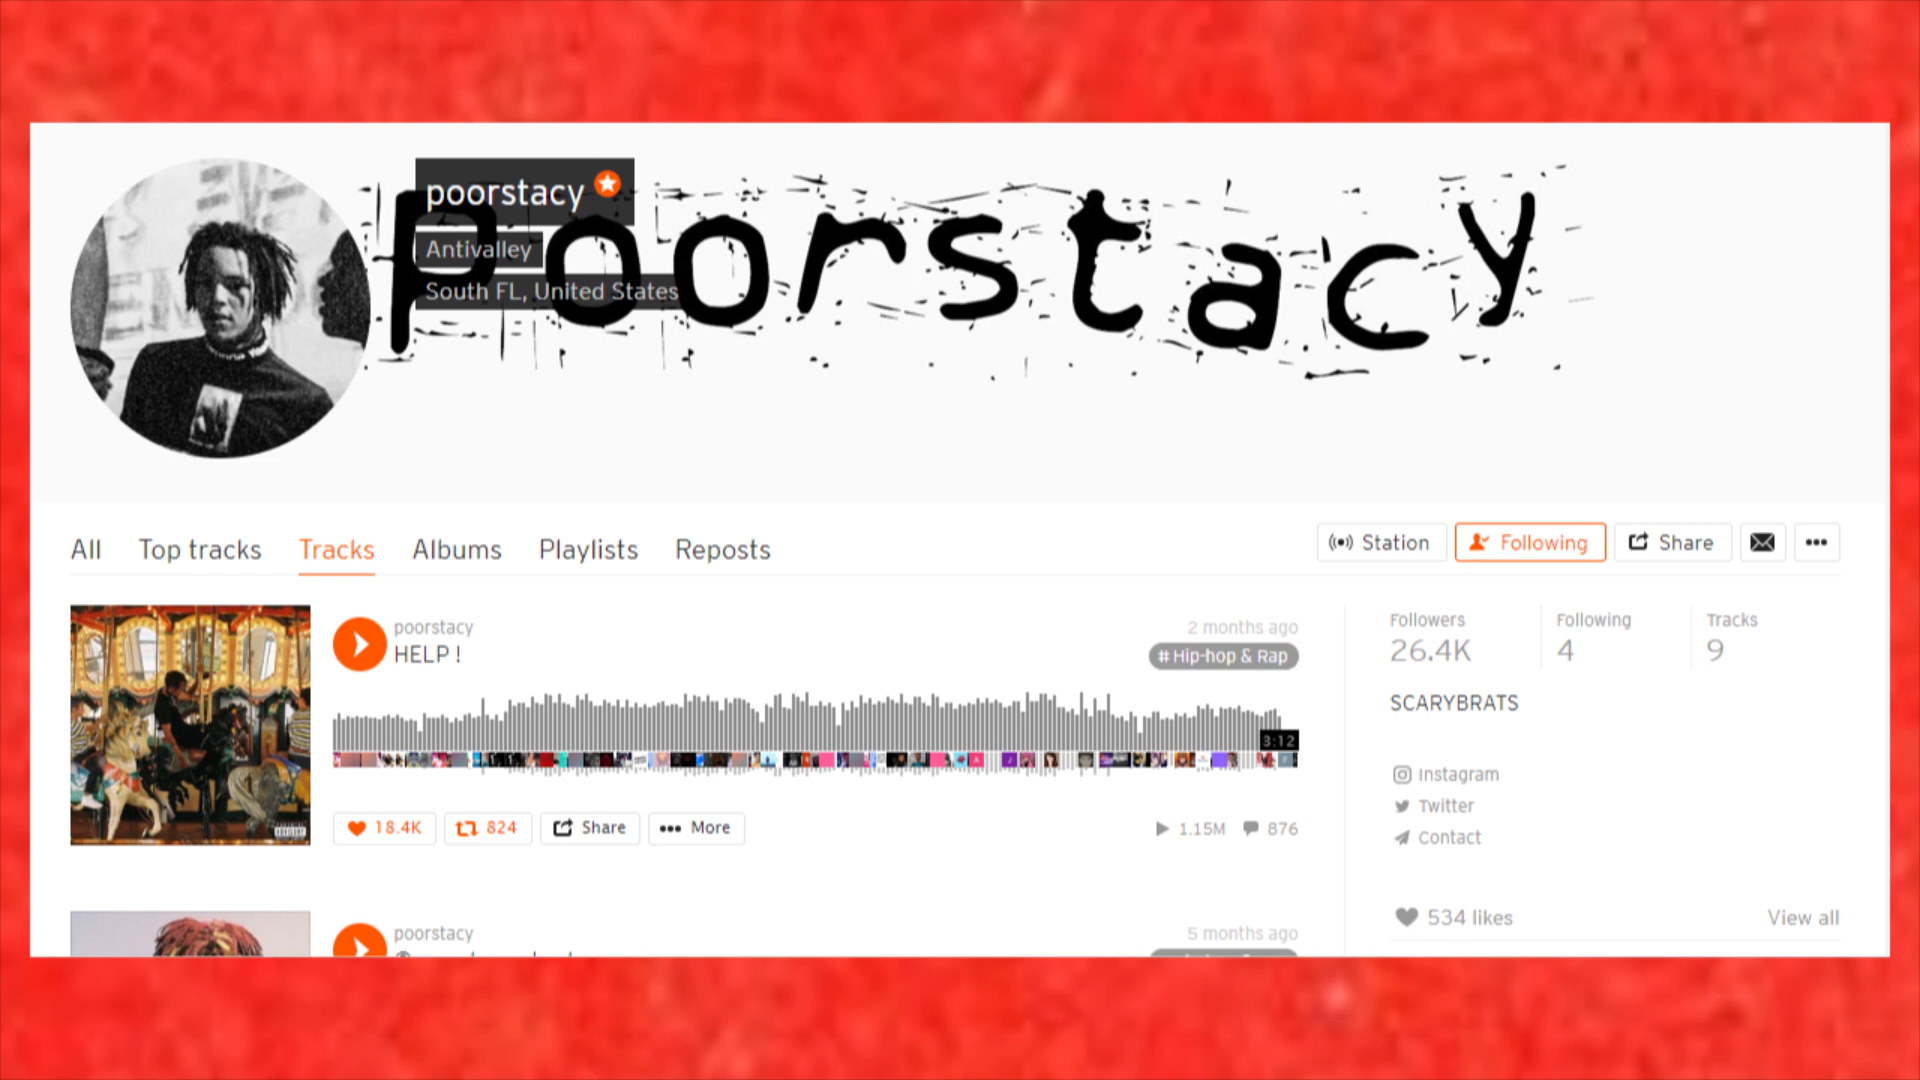 poorstacy
Antivalley
South FL, United States
poorstacy
All Top tracks Tracks Albums Playlists Reposts
Station Following Share
poorstacy
HELP !
2 months ago
# Hip-hop & Rap
3:12
18.4K 824 Share More
1.15M 876
Followers Following Tracks
26.4K 4 9
SCARYBRATS
Instagram
Twitter
Contact
534 likes View all
poorstacy
5 months ago